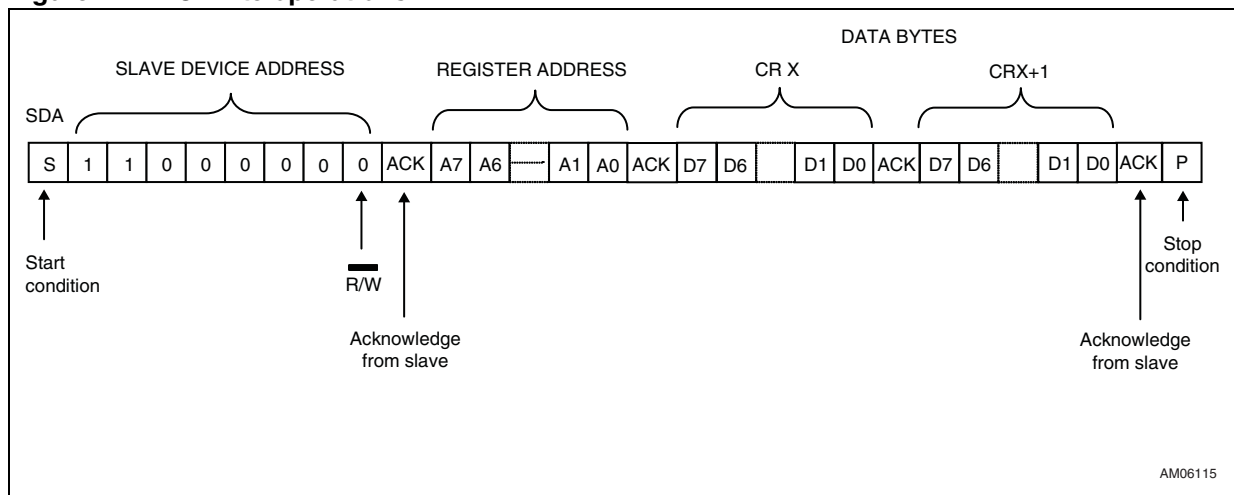 DATA BYTES
SLAVE DEVICE ADDRESS REGISTER ADDRESS CR X CRX+1
SDA
S 1 1 0 0 0 0 0 0 ACK A7 A6 A1 A0 ACK D7 D6 D1 D0 ACK D7 D6 D1 D0 ACK P
Start
condition
R/W
Stop
condition
Acknowledge
from slave
Acknowledge
from slave
AM06115